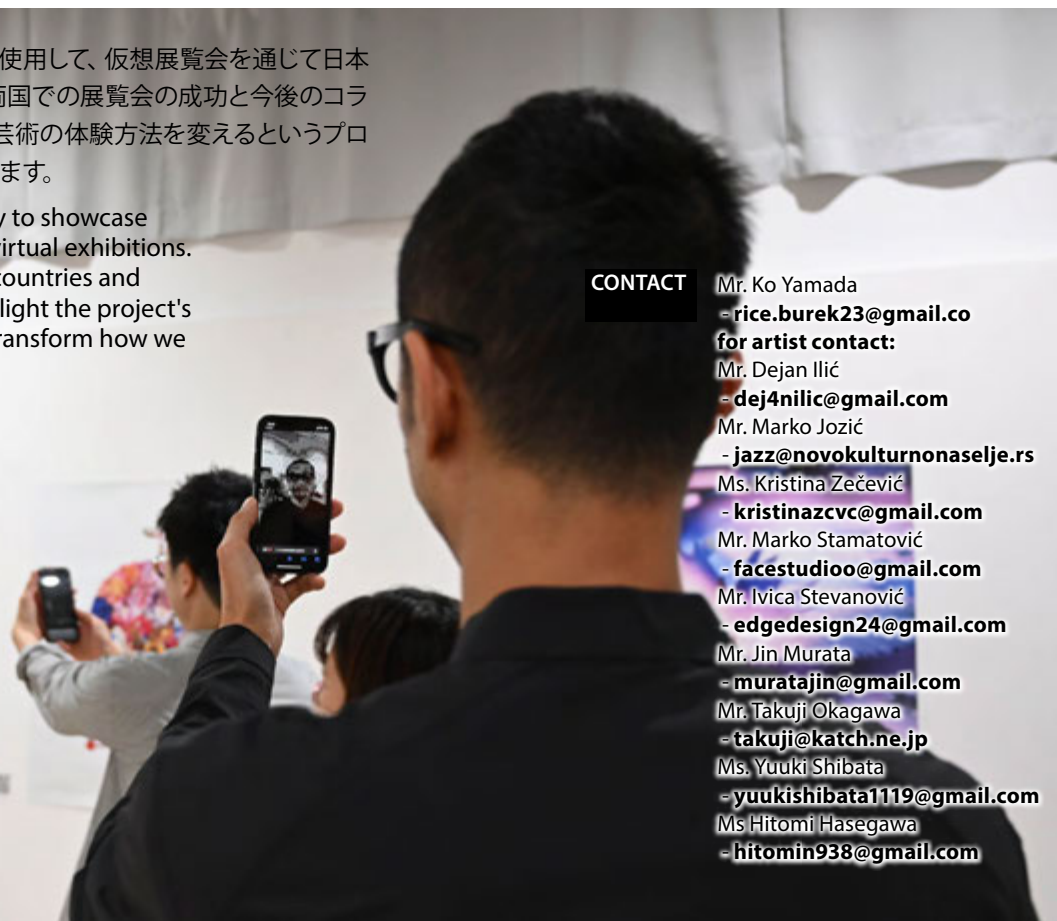 使用して、仮想展覧会を通じて日本
両国での展覧会の成功と今後のコラ
芸術の体験方法を変えるというプロ
ます。
y to showcase
virtual exhibitions.
countries and
light the project's
ransform how we
CONTACT
Mr. Ko Yamada
- rice.burek23@gmail.co
for artist contact:
Mr. Dejan Ilić
- dej4nilic@gmail.com
Mr. Marko Jozić
- jazz@novokulturnonaselje.rs
Ms. Kristina Zečević
- kristinazcvc@gmail.com
Mr. Marko Stamatović
- facestudioo@gmail.com
Mr. Ivica Stevanović
- edgedesign24@gmail.com
Mr. Jin Murata
- muratajin@gmail.com
Mr. Takuji Okagawa
- takuji@katch.ne.jp
Ms. Yuuki Shibata
- yuukishibata1119@gmail.com
Ms Hitomi Hasegawa
- hitomin938@gmail.com